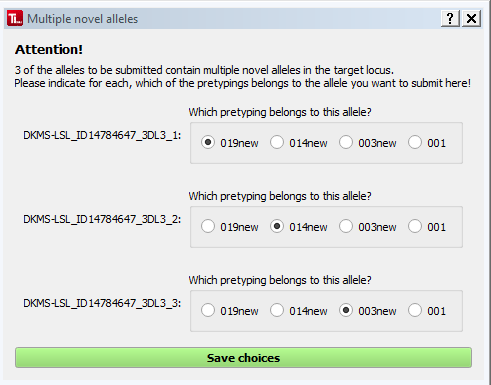 Multiple novel alleles
Attention!
3 of the alleles to be submitted contain multiple novel alleles in the target locus.
Please indicate for each, which of the pretypings belongs to the allele you want to submit here!
Which pretyping belongs to this allele?
DKMS-LSL_ID14784647_3DL3_1: 019new 014new 003new 001
Which pretyping belongs to this allele?
DKMS-LSL_ID14784647_3DL3_2: 019new 014new 003new 001
Which pretyping belongs to this allele?
DKMS-LSL_ID14784647_3DL3_3: 019new 014new 003new 001
Save choices